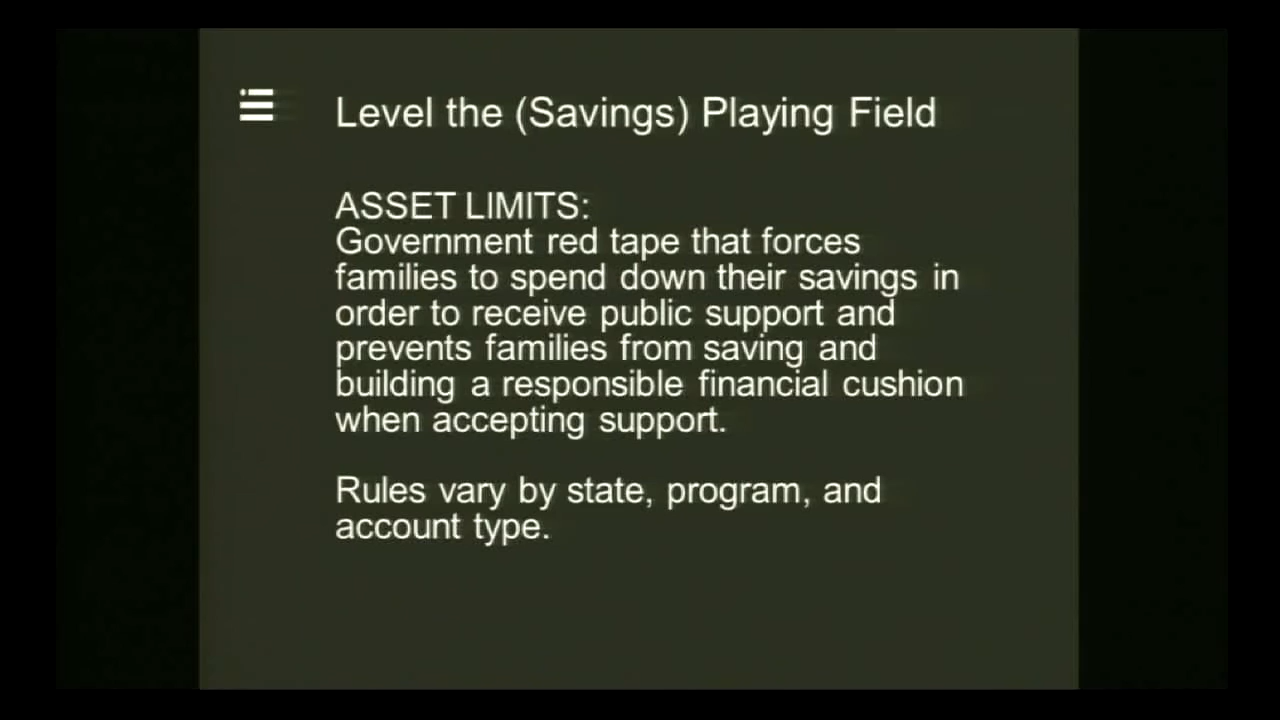 Level the (Savings) Playing Field
ASSET LIMITS:
Government red tape that forces
families to spend down their savings in
order to receive public support and
prevents families from saving and
building a responsible financial cushion
when accepting support.
Rules vary by state, program, and
account type.